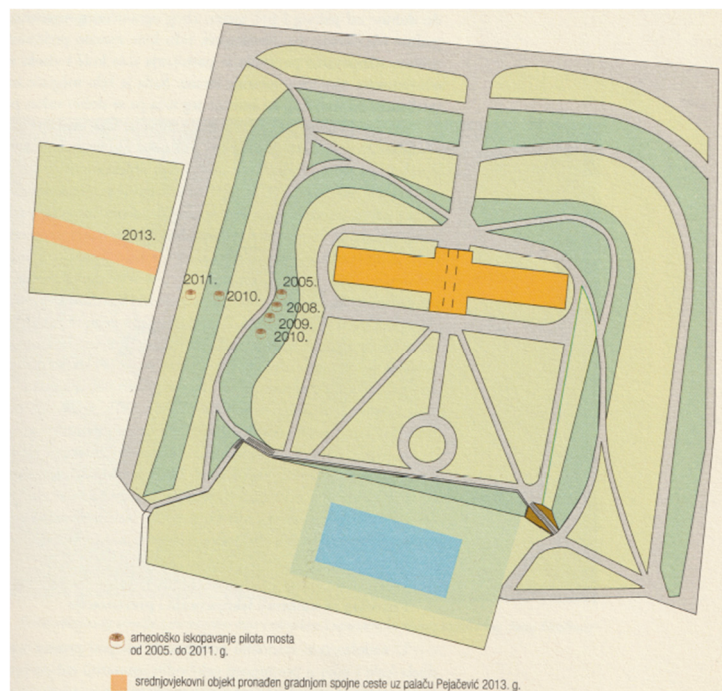 2013.
2011.
2010.
2005.
2008.
2009.
2010.
arheološko iskopavanje pilota mosta
od 2005. do 2011. g.
srednjovjekovni objekt pronađen gradnjom spojne ceste uz palaču Pejačević 2013. g.